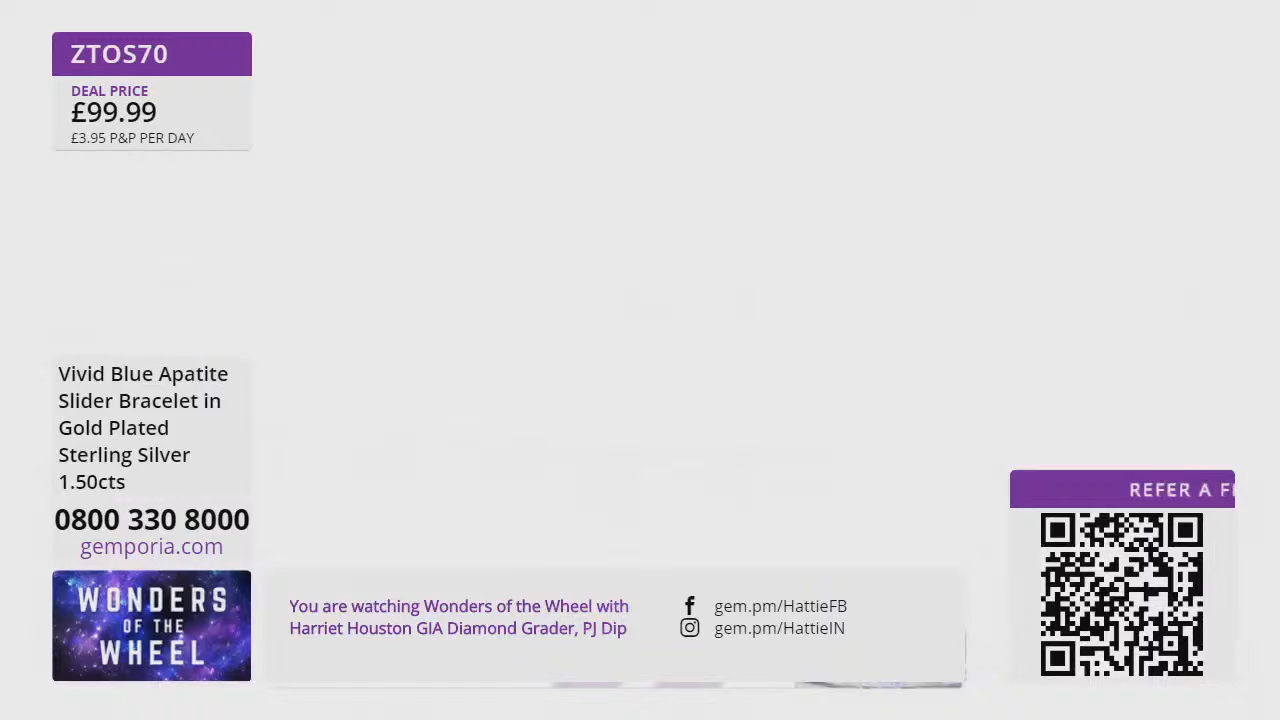 ZTOS70
DEAL PRICE
£99.99
£3.95 P&P PER DAY
Vivid Blue Apatite
Slider Bracelet in
Gold Plated
Sterling Silver
1.50cts
0800 330 8000
gemporia.com
WONDERS
OF THE
WHEEL
You are watching Wonders of the Wheel with
Harriet Houston GIA Diamond Grader, PJ Dip
gem.pm/HattieFB
gem.pm/HattieIN
REFER A